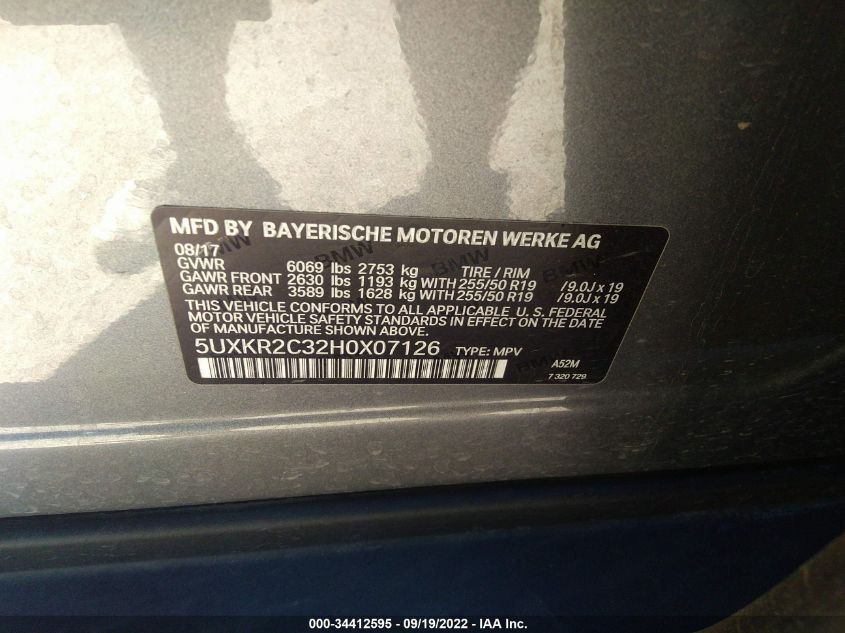 MFD BY BAYERISCHE MOTOREN WERKE AG
08/17
GVWR 6069 lbs 2753 kg TIRE / RIM
GAWR FRONT 2630 lbs 1193 kg WITH 255/50 R19 /9.0J x 19
GAWR REAR 3589 lbs 1628 kg WITH 255/50 R19 /9.0J x 19
THIS VEHICLE CONFORMS TO ALL APPLICABLE U. S. FEDERAL
MOTOR VEHICLE SAFETY STANDARDS IN EFFECT ON THE DATE OF
MANUFACTURE SHOWN ABOVE.
5UXKR2C32H0X07126 TYPE: MPV
A52M
7 320 729
000-34412595 - 09/19/2022 - IAA Inc.